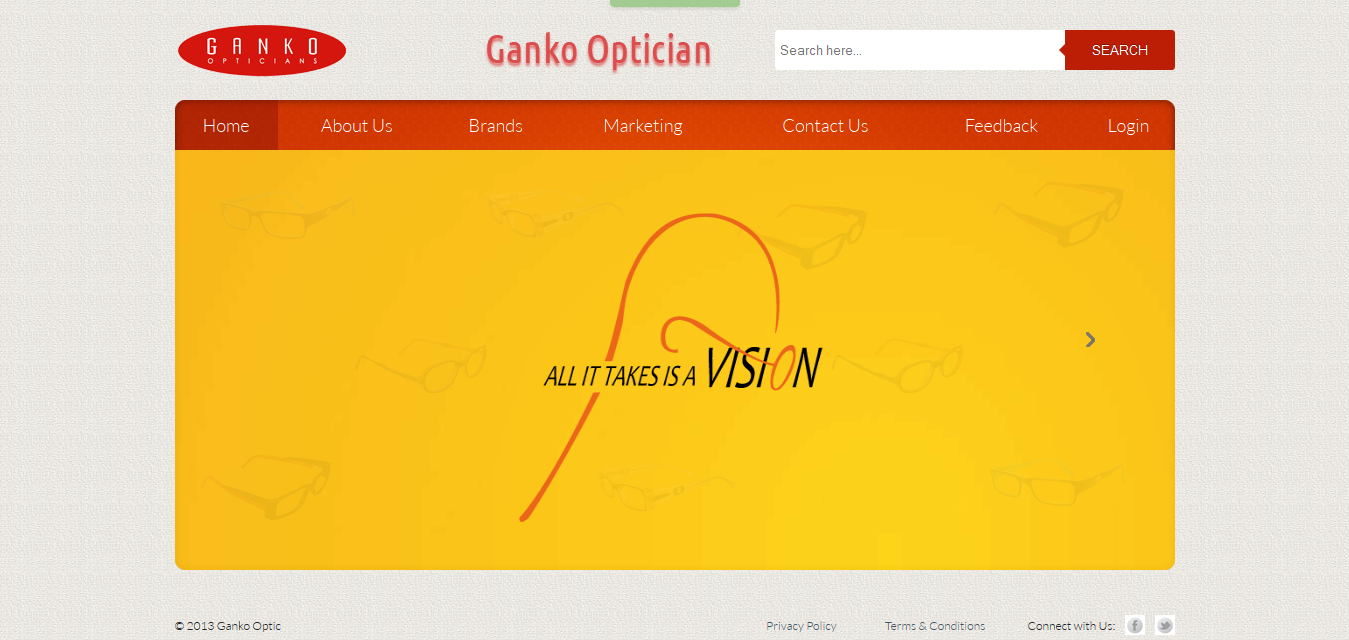 GANKO
OPTICIANS
Ganko Optician
Search here...
SEARCH
Home
About Us
Brands
Marketing
Contact Us
Feedback
Login
ALL IT TAKES IS A VISION
© 2013 Ganko Optic
Privacy Policy
Terms & Conditions
Connect with Us: